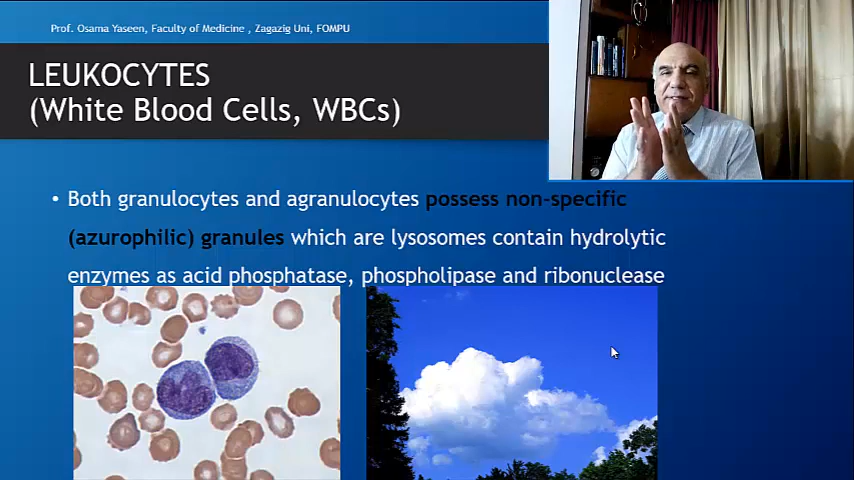 Prof. Osama Yaseen, Faculty of Medicine , Zagazig Uni, FOMPU
LEUKOCYTES
(White Blood Cells, WBCs)
• Both granulocytes and agranulocytes possess non-specific
(azurophilic) granules which are lysosomes contain hydrolytic
enzymes as acid phosphatase, phospholipase and ribonuclease